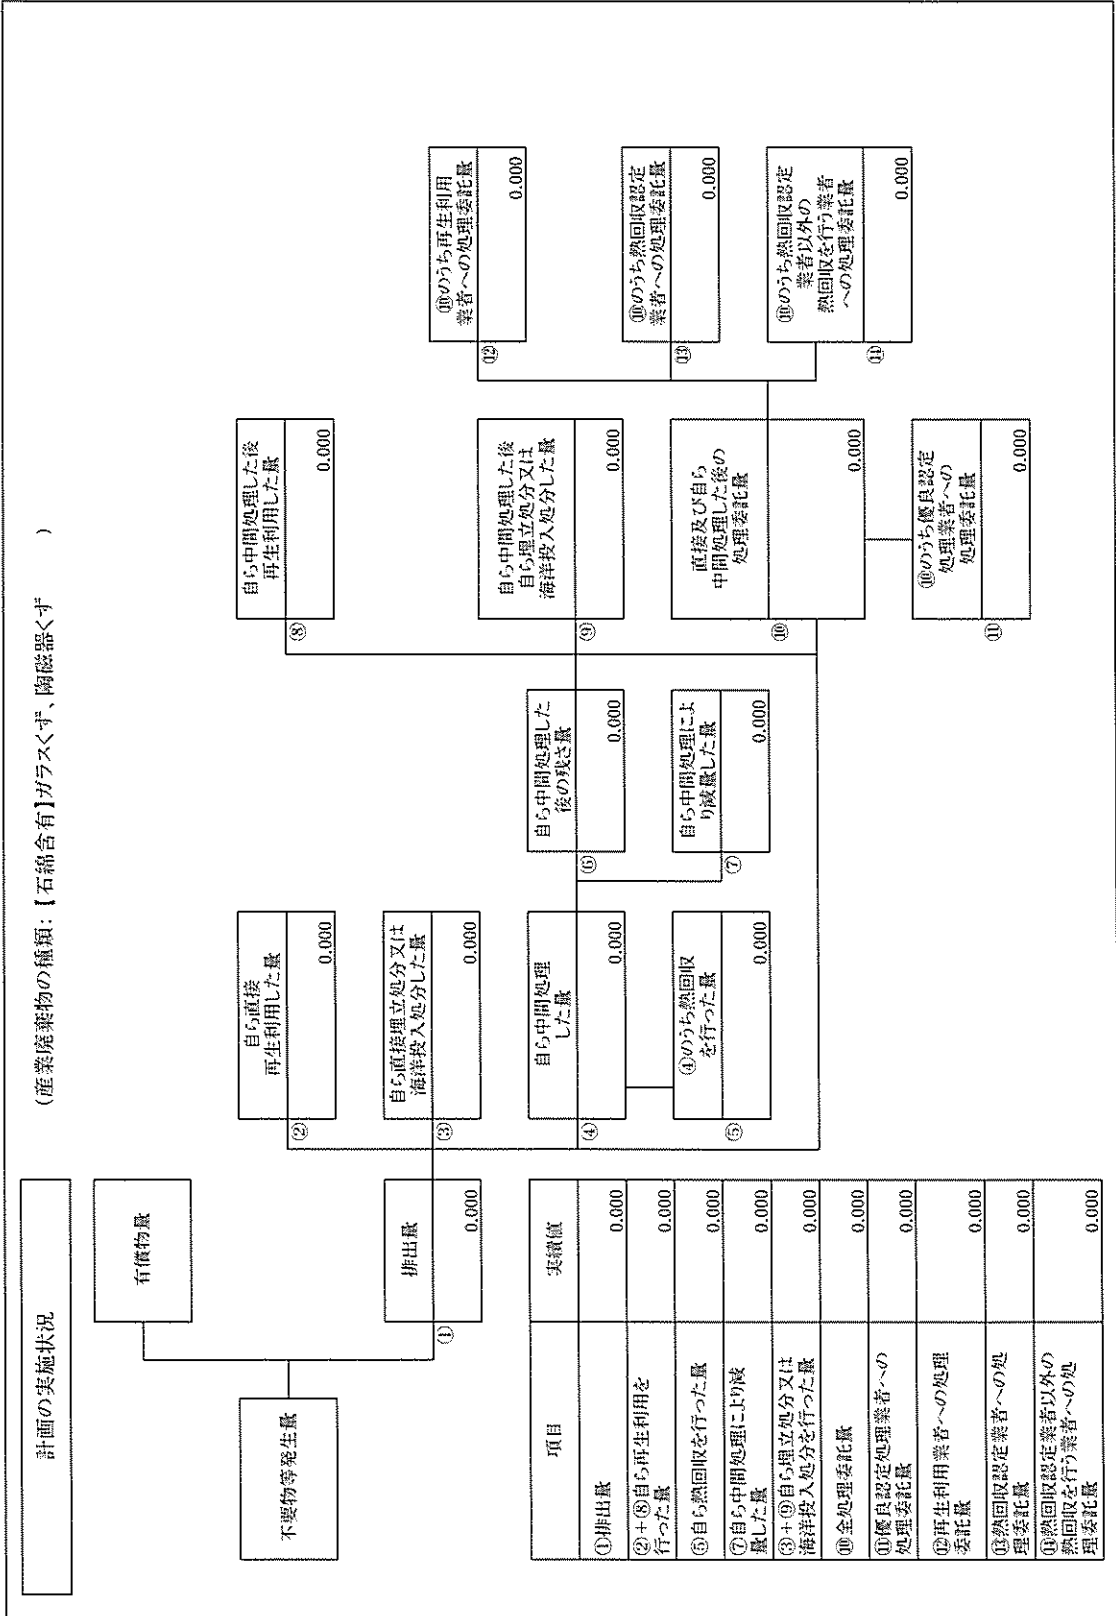 計画の実施状況
(産業廃棄物の種類:【石綿含有】ガラスくず、陶磁器くず )
有償物量
不要物等発生量
排出量
①
0.000
自ら直接
再生利用した量
②
0.000
自ら直接埋立処分又は
海洋投入処分した量
③
0.000
自ら中間処理
した量
④
0.000
④のうち熱回収
を行った量
⑤
0.000
自ら中間処理した
後の残さ量
⑥
0.000
自ら中間処理によ
り減量した量
⑦
0.000
自ら中間処理した後
再生利用した量
⑧
0.000
自ら中間処理した後
自ら埋立処分又は
海洋投入処分した量
⑨
0.000
直接及び自ら
中間処理した後の
処理委託量
⑩
0.000
⑩のうち優良認定
処理業者への
処理委託量
⑪
0.000
⑩のうち再生利用
業者への処理委託量
⑫
0.000
⑩のうち熱回収認定
業者への処理委託量
⑬
0.000
⑩のうち熱回収認定
業者以外の
熱回収を行う業者
への処理委託量
⑭
0.000
項目 実績値
①排出量 0.000
②+⑧自ら再生利用を
行った量 0.000
⑤自ら熱回収を行った量 0.000
⑦自ら中間処理により減
量した量 0.000
③+⑨自ら埋立処分又は
海洋投入処分を行った量 0.000
⑩全処理委託量 0.000
⑪優良認定処理業者への
処理委託量 0.000
⑫再生利用業者への処理
委託量 0.000
⑬熱回収認定業者への処
理委託量 0.000
⑭熱回収認定業者以外の
熱回収を行う業者への処
理委託量 0.000